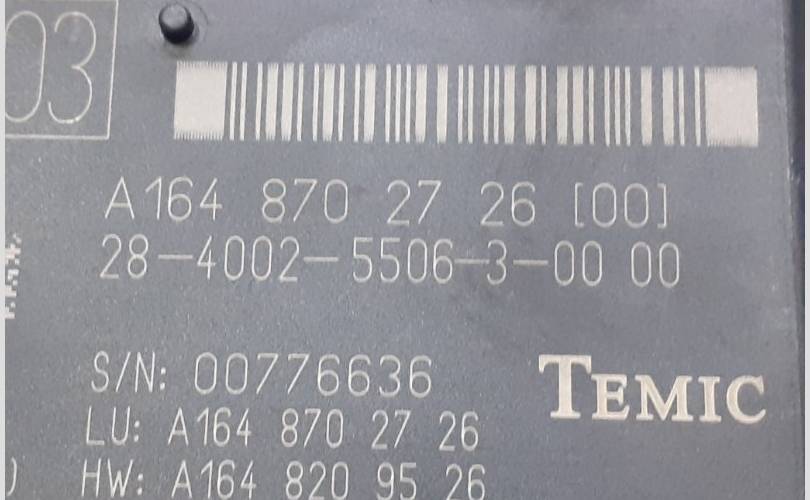 03
A164 870 27 26 [00]
28-4002-5506-3-00 00
S/N: 00776636
TEMIC
LU: A164 870 27 26
HW: A164 820 95 26